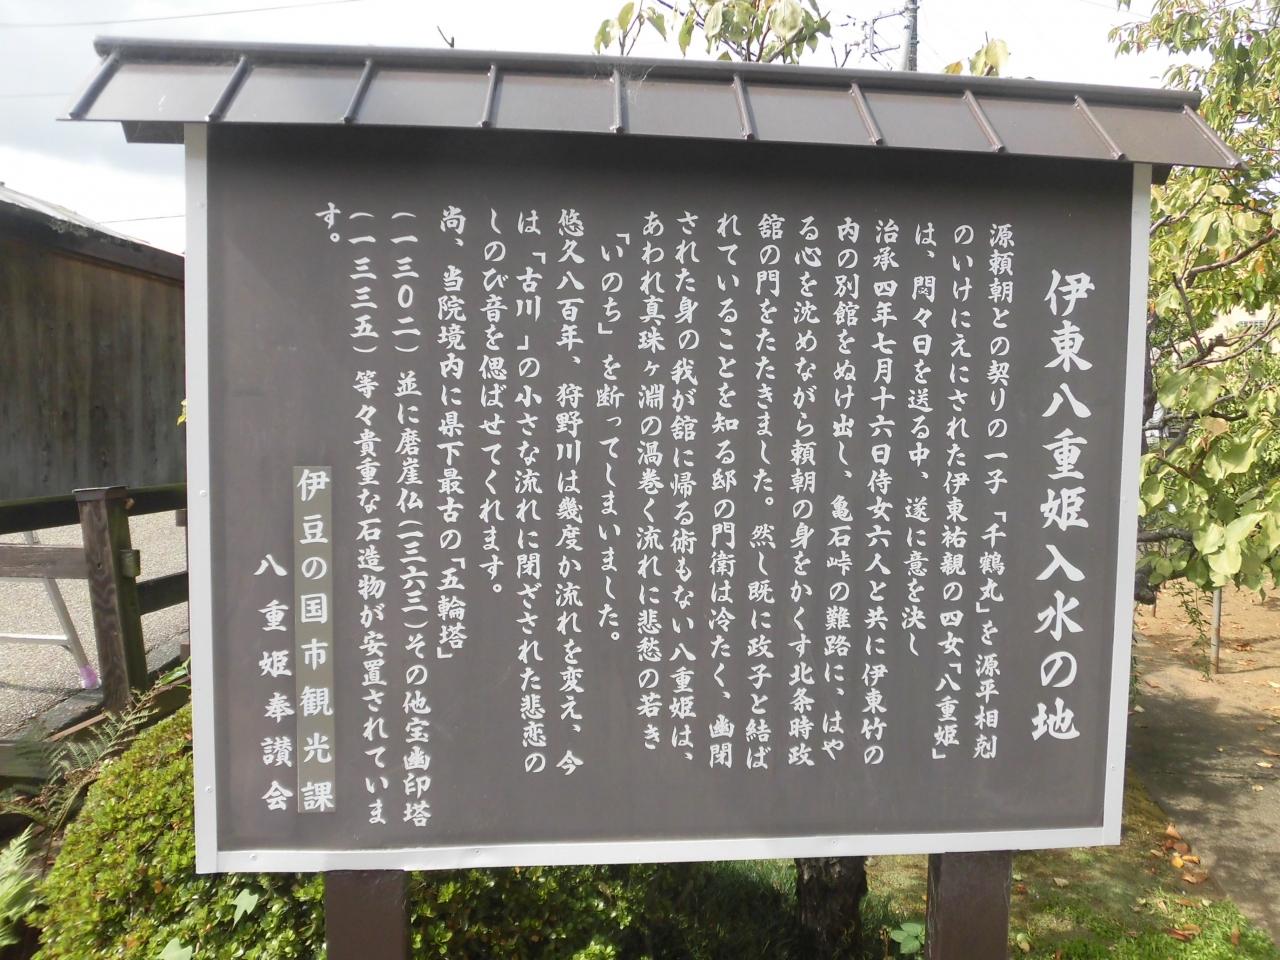 伊東八重姫入水の地
源頼朝との契りの一子「千鶴丸」を源平相剋
のいけにえにされた伊東祐親の四女「八重姫」
は、悶々日を送る中、遂に意を決し
治承四年七月十六日侍女六人と共に伊東竹の
内の別館をぬけ出し、亀石峠の難路に、はや
る心を沈めながら頼朝の身をかくす北条時政
舘の門をたたきました。然し既に政子と結ば
れていることを知る邸の門衛は冷たく、幽閉
された身の我が舘に帰る術もない八重姫は、
あわれ真珠ヶ淵の渦巻く流れに悲愁の若き
「いのち」を断ってしまいました。
悠久八百年、狩野川は幾度か流れを変え、今
は、「古川」の小さな流れに閉ざされた悲恋の
しのび音を偲ばせてくれます。
尚、当院境内に県下最古の「五輪塔」
(一三〇二)並に磨崖仏(一三六三)その他宝幽印塔
(一三三五)等々貴重な石造物が安置されていま
す。
伊豆の国市観光課
八重姫奉讃会